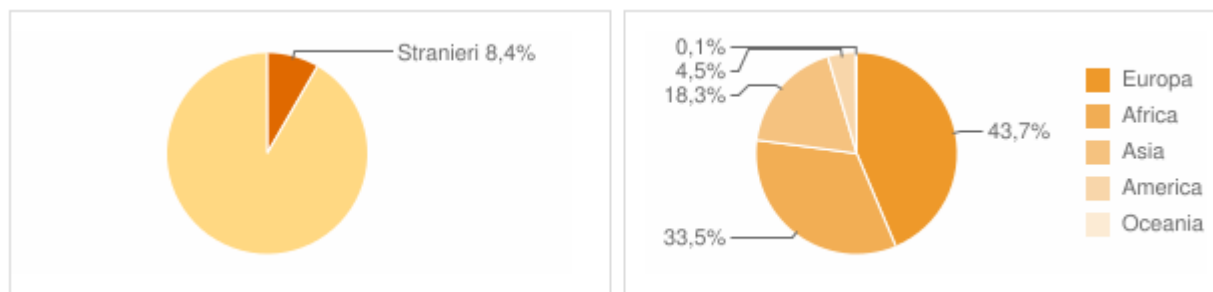 Stranieri 8,4%
0,1%
4,5%
18,3%
43,7%
33,5%
Europa
Africa
Asia
America
Oceania